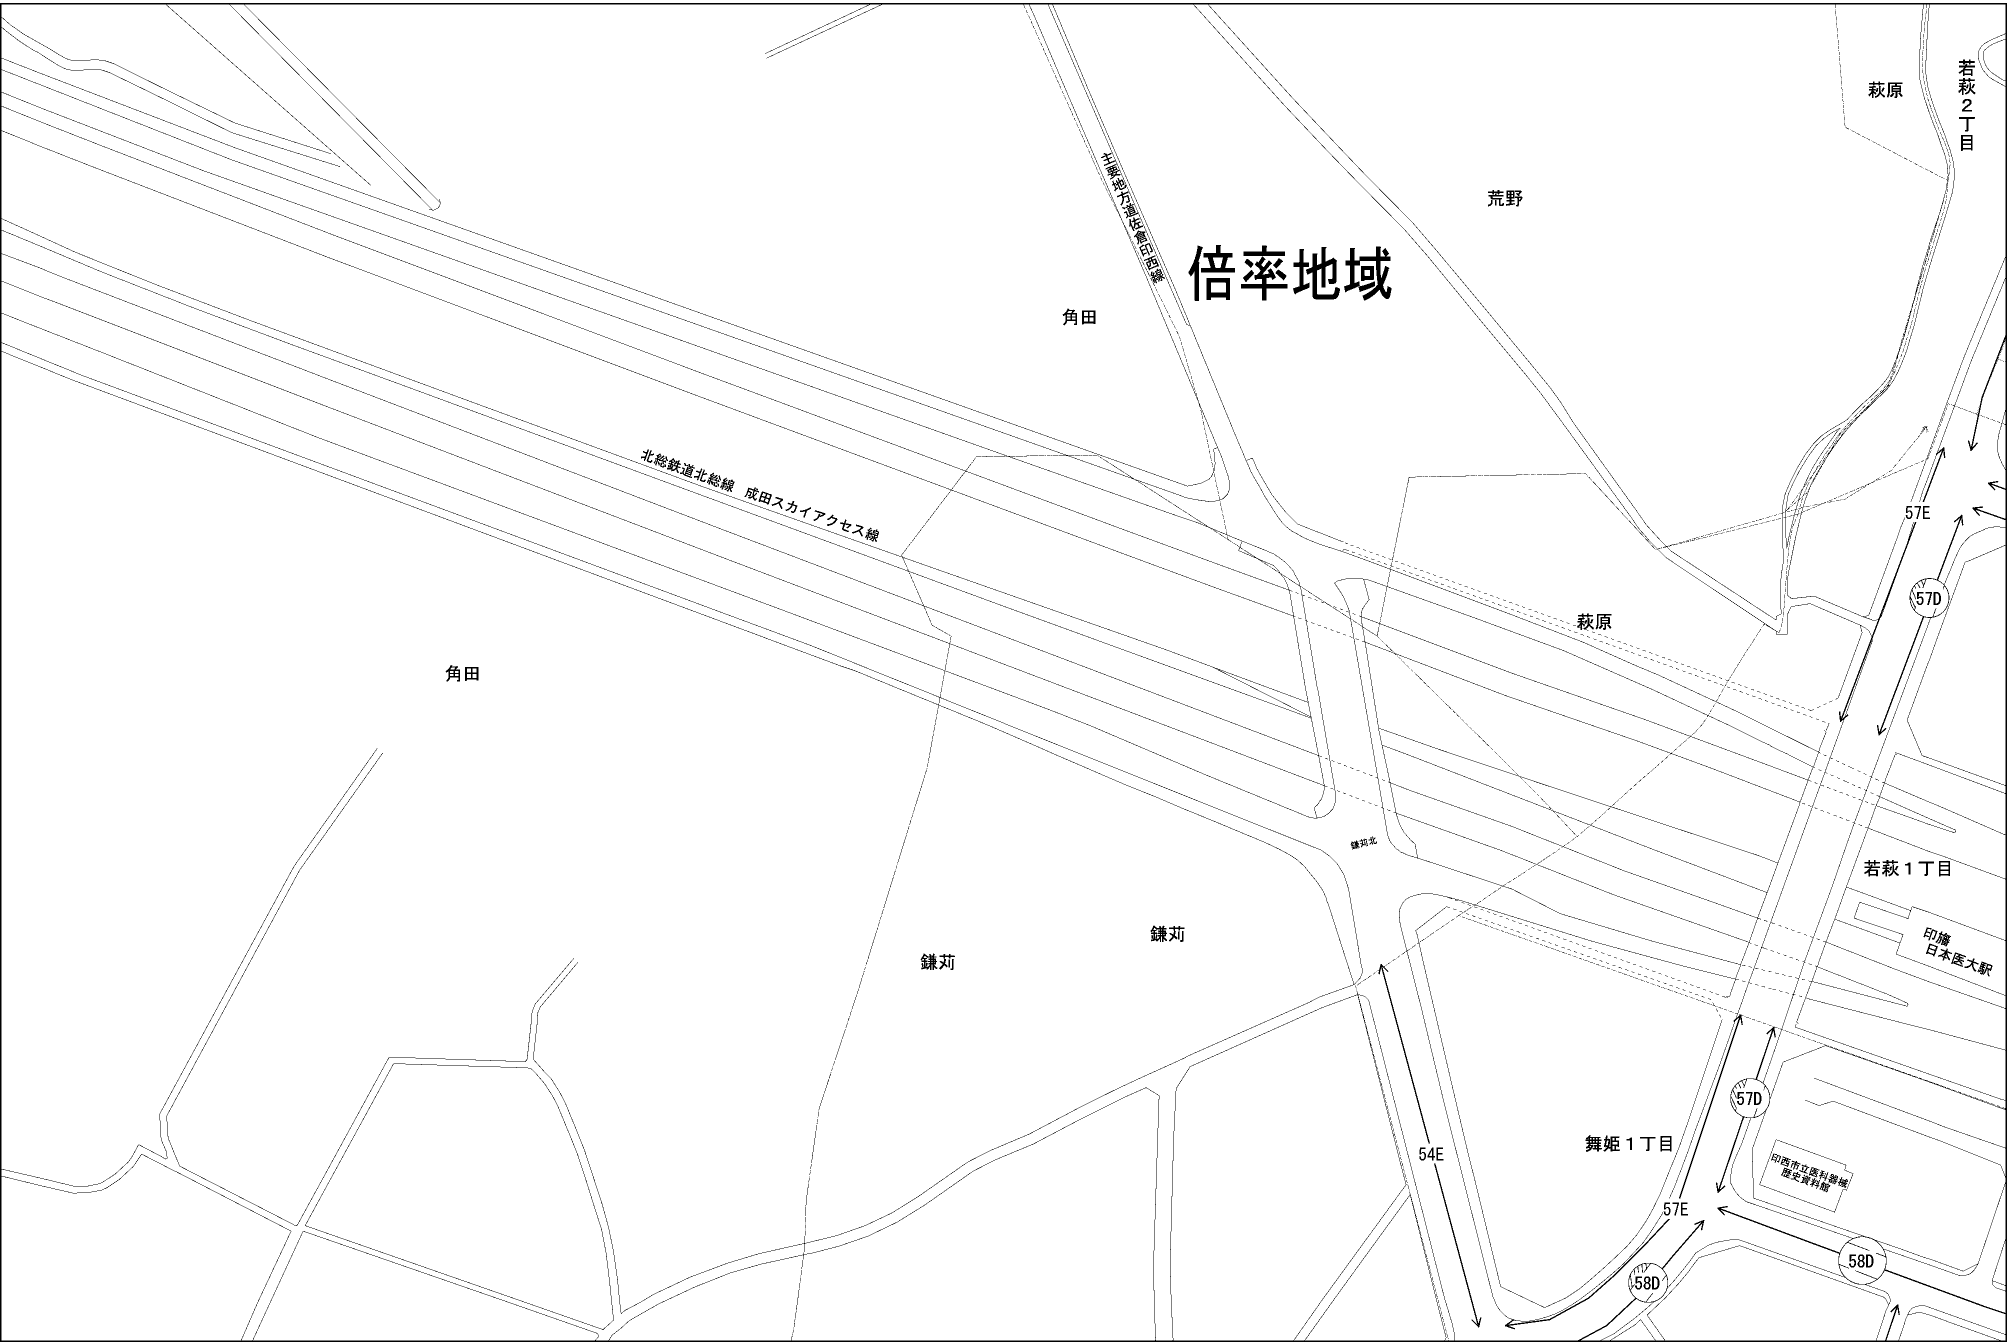 若萩２丁目
萩原
主要地方道佐倉印西線
荒野
倍率地域
角田
北総鉄道北総線 成田スカイアクセス線
57E
57D
萩原
角田
鎌苅北
若萩１丁目
鎌苅
鎌苅
印旛
日本医大駅
57D
54E
舞姫１丁目
印西市立医科器械
歴史資料館
57E
58D
58D